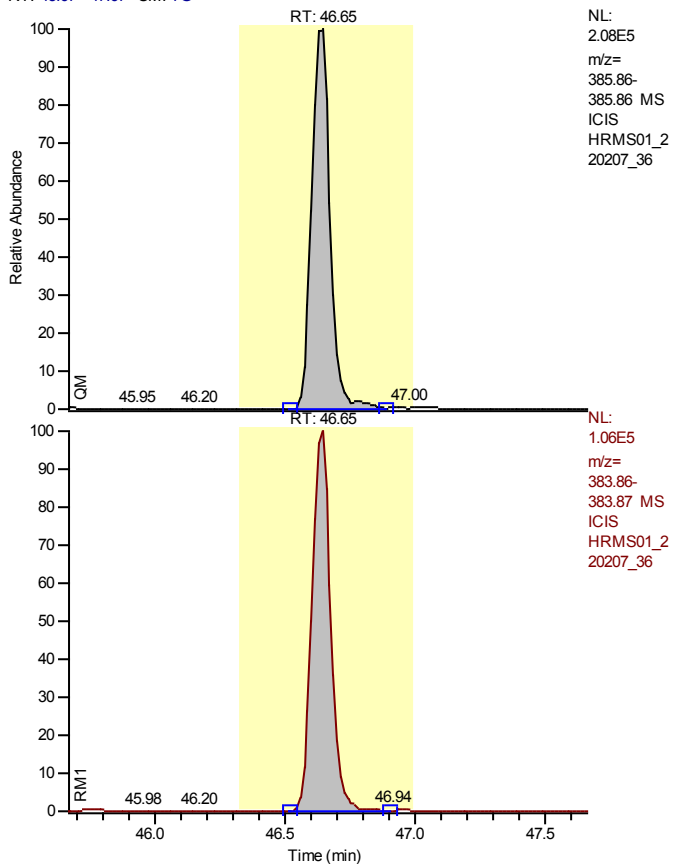 RT: 46.65
NL:
2.08E5
m/z=
385.86-
385.86 MS
ICIS
HRMS01_2
20207_36
100
90
80
70
60
50
40
30
20
10
0
Relative Abundance
QM
45.95
46.20
47.00
RT: 46.65
NL:
1.06E5
m/z=
383.86-
383.87 MS
ICIS
HRMS01_2
20207_36
100
90
80
70
60
50
40
30
20
10
0
RM1
45.98
46.20
46.94
46.0
46.5
47.0
47.5
Time (min)